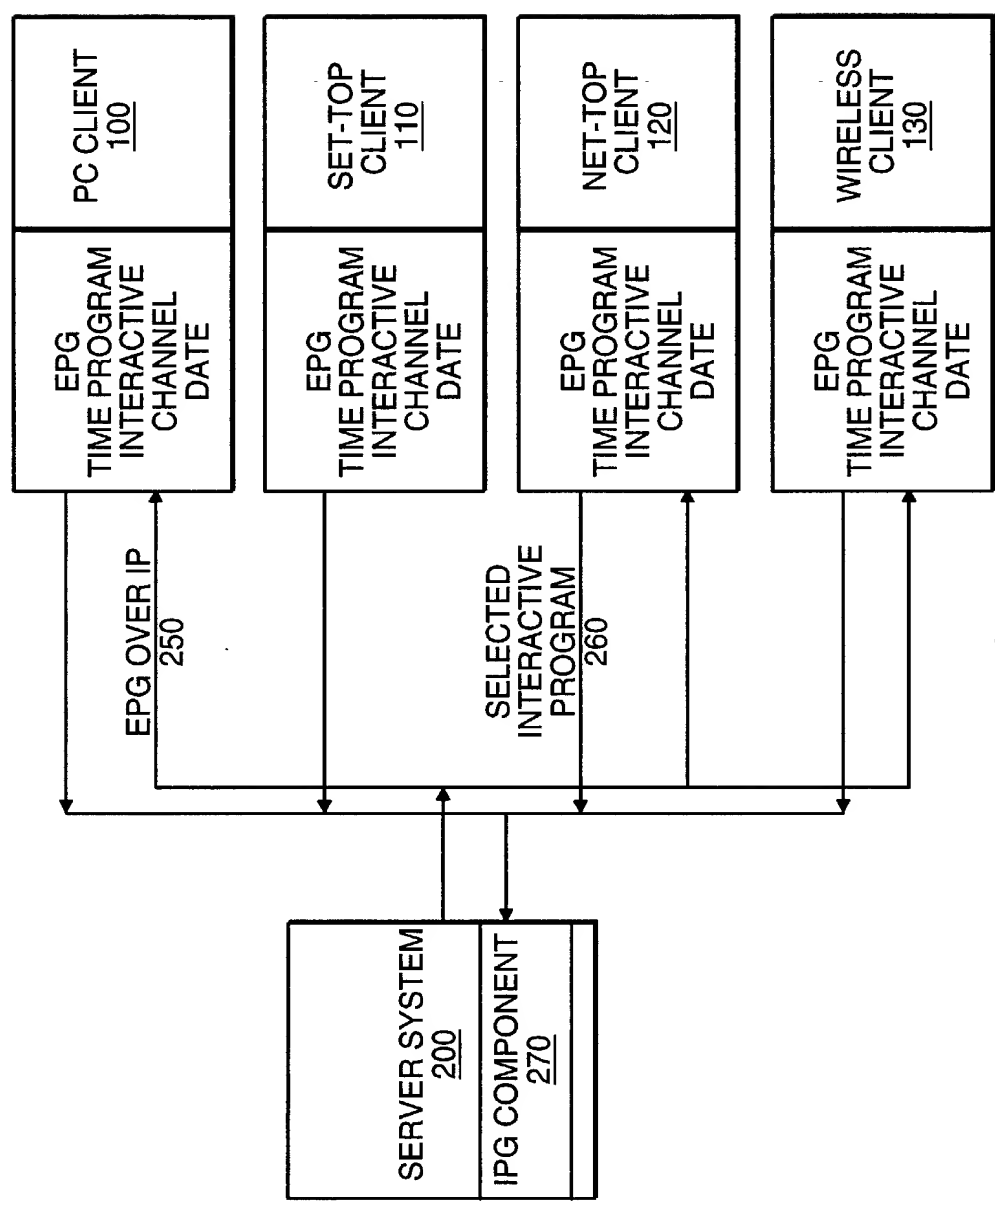 PC CLIENT
100
EPG
TIME PROGRAM
INTERACTIVE
CHANNEL
DATE
SET-TOP
CLIENT
110
EPG
TIME PROGRAM
INTERACTIVE
CHANNEL
DATE
NET-TOP
CLIENT
120
EPG
TIME PROGRAM
INTERACTIVE
CHANNEL
DATE
WIRELESS
CLIENT
130
EPG
TIME PROGRAM
INTERACTIVE
CHANNEL
DATE
EPG OVER IP
250
SELECTED
INTERACTIVE
PROGRAM
260
SERVER SYSTEM
200
IPG COMPONENT
270